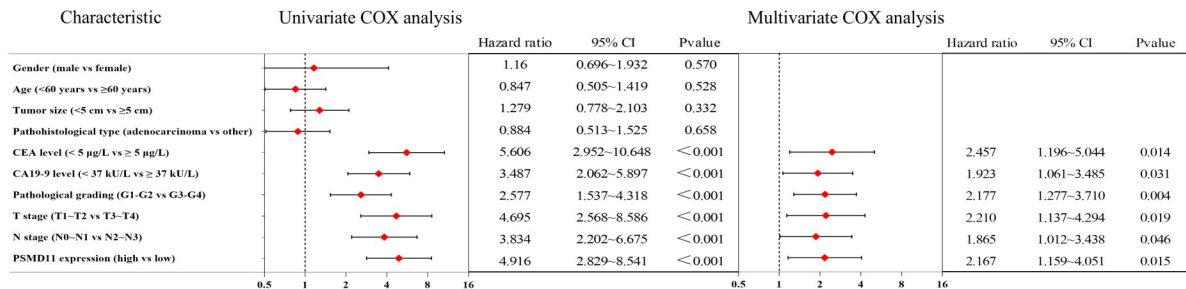 Characteristic Univariate COX analysis Multivariate COX analysis
Hazard ratio 95% CI Pvalue Hazard ratio 95% CI Pvalue
Gender (male vs female) 1.16 0.696~1.932 0.570
Age (<60 years vs ≥60 years) 0.847 0.505~1.419 0.528
Tumor size (<5 cm vs ≥5 cm) 1.279 0.778~2.103 0.332
Pathohistological type (adenocarcinoma vs other) 0.884 0.513~1.525 0.658
CEA level (< 5 μg/L vs ≥ 5 μg/L) 5.606 2.952~10.648 <0.001 2.457 1.196~5.044 0.014
CA19-9 level (< 37 kU/L vs ≥ 37 kU/L) 3.487 2.062~5.897 <0.001 1.923 1.061~3.485 0.031
Pathological grading (G1-G2 vs G3-G4) 2.577 1.537~4.318 <0.001 2.177 1.277~3.710 0.004
T stage (T1~T2 vs T3~T4) 4.695 2.568~8.586 <0.001 2.210 1.137~4.294 0.019
N stage (N0~N1 vs N2~N3) 3.834 2.202~6.675 <0.001 1.865 1.012~3.438 0.046
PSMD11 expression (high vs low) 4.916 2.829~8.541 <0.001 2.167 1.159~4.051 0.015
0.5 1 2 4 8 16 0.5 1 2 4 8 16